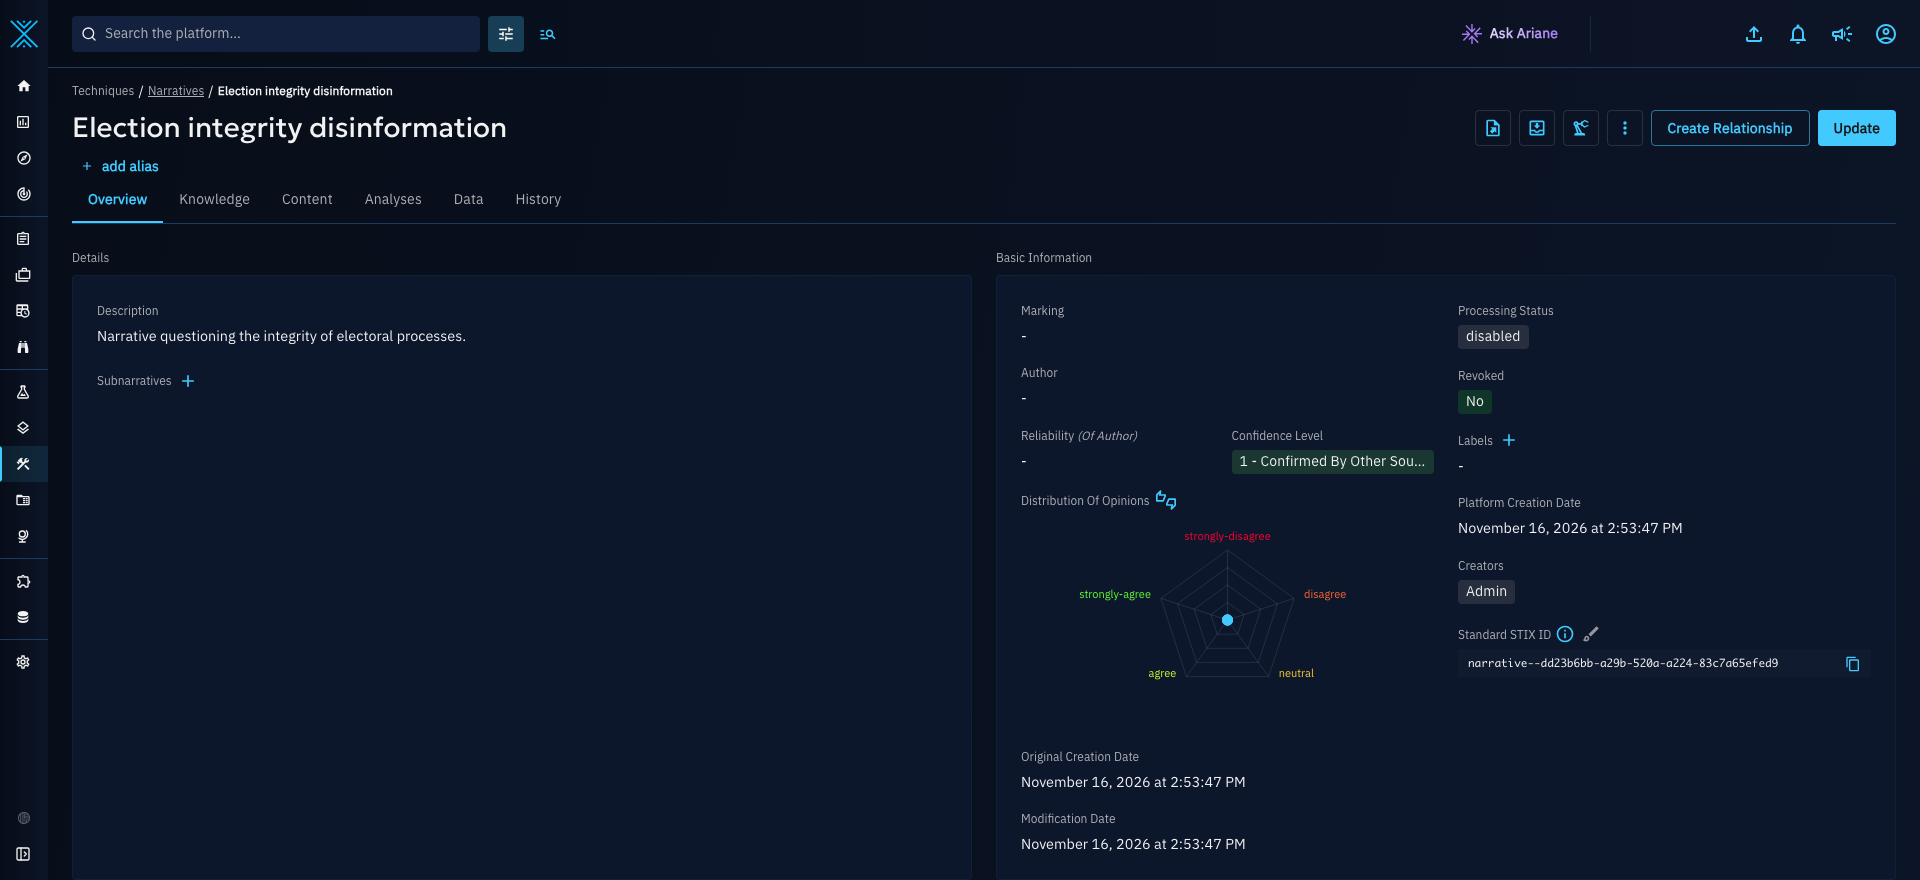 Search the platform...
Ask Ariane
Techniques / Narratives / Election integrity disinformation
Election integrity disinformation
+ add alias
Create Relationship
Update
Overview
Knowledge
Content
Analyses
Data
History
Details
Description
Narrative questioning the integrity of electoral processes.
Subnarratives +
Basic Information
Marking
-
Author
-
Reliability (Of Author)
-
Confidence Level
1 - Confirmed By Other Sou...
Distribution Of Opinions
strongly-disagree
strongly-agree
disagree
agree
neutral
Original Creation Date
November 16, 2026 at 2:53:47 PM
Modification Date
November 16, 2026 at 2:53:47 PM
Processing Status
disabled
Revoked
No
Labels +
-
Platform Creation Date
November 16, 2026 at 2:53:47 PM
Creators
Admin
Standard STIX ID
narrative--dd23b6bb-a29b-520a-a224-83c7a65efed9